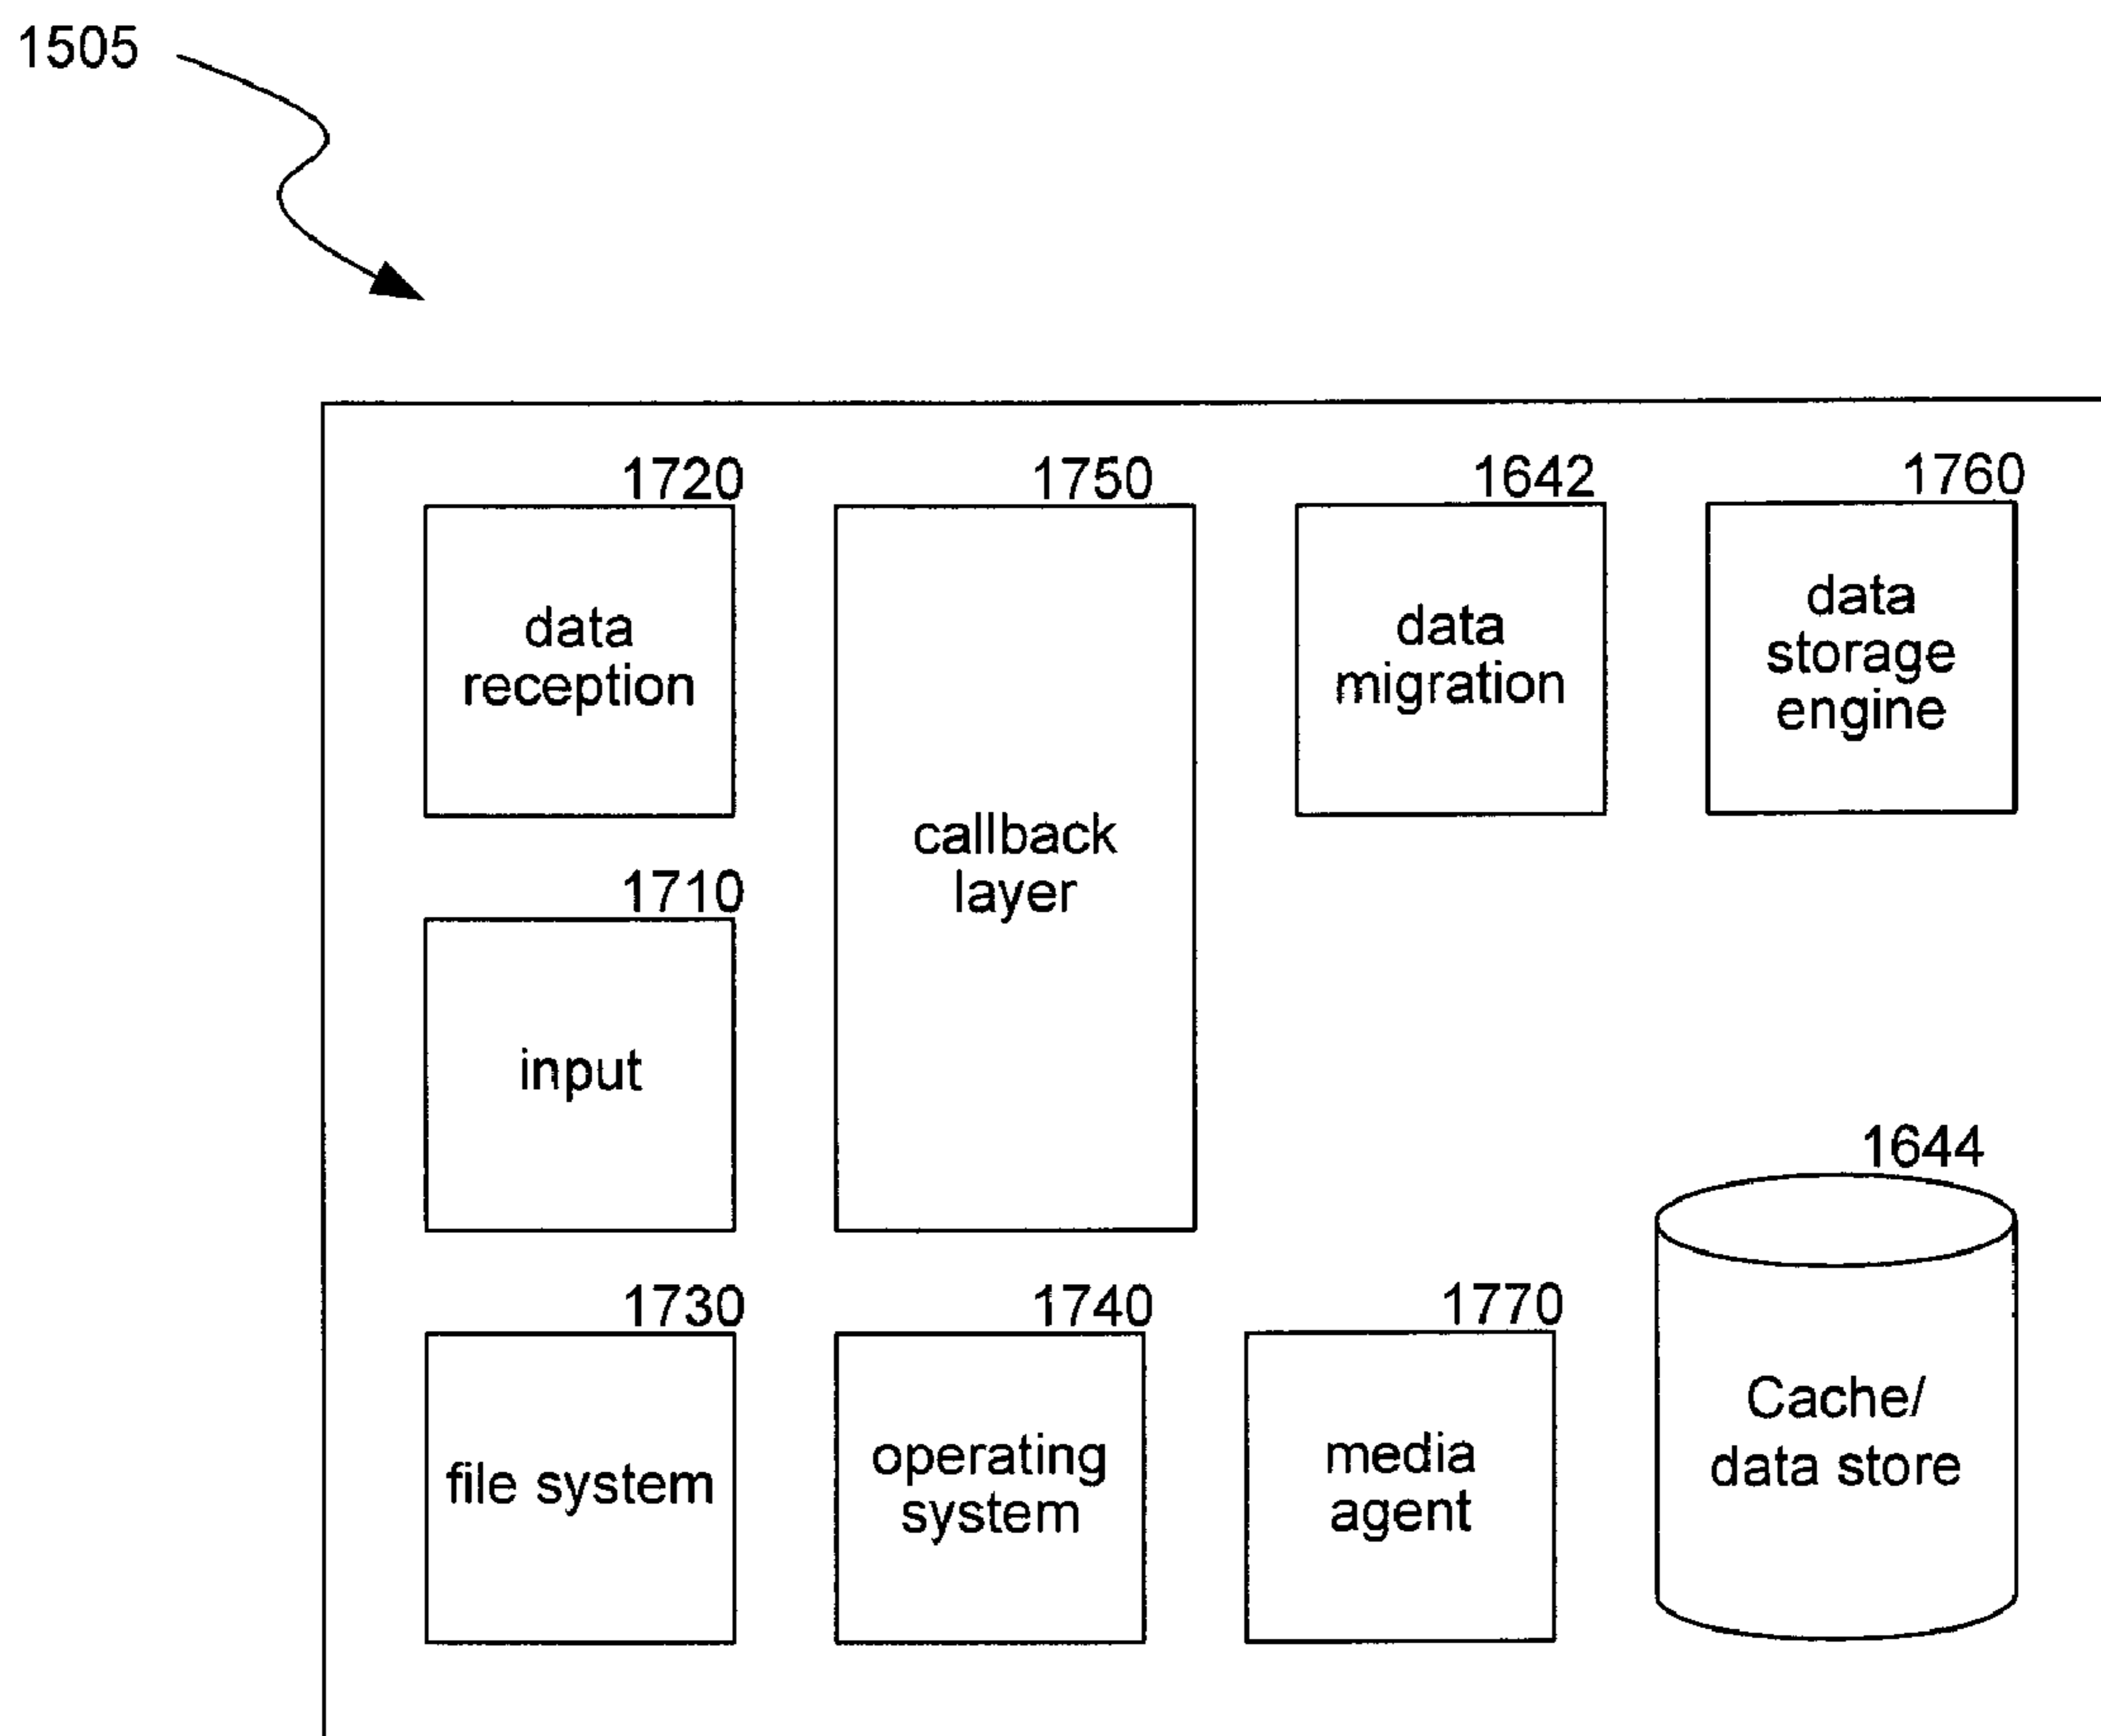 1505
1720
data
reception
1750
callback
layer
1642
data
migration
1760
data
storage
engine
1710
input
1644
Cache/
data store
1730
file system
1740
operating
system
1770
media
agent